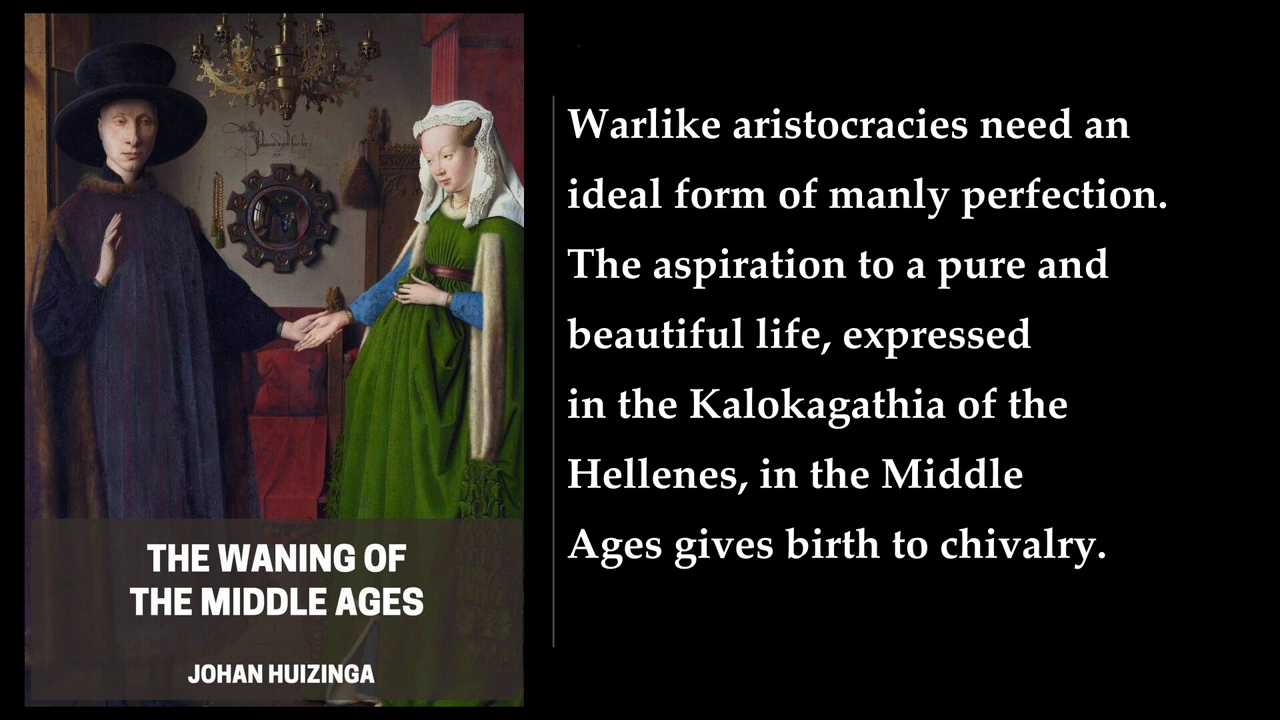 THE WANING OF
THE MIDDLE AGES
JOHAN HUIZINGA
Warlike aristocracies need an
ideal form of manly perfection.
The aspiration to a pure and
beautiful life, expressed
in the Kalokagathia of the
Hellenes, in the Middle
Ages gives birth to chivalry.